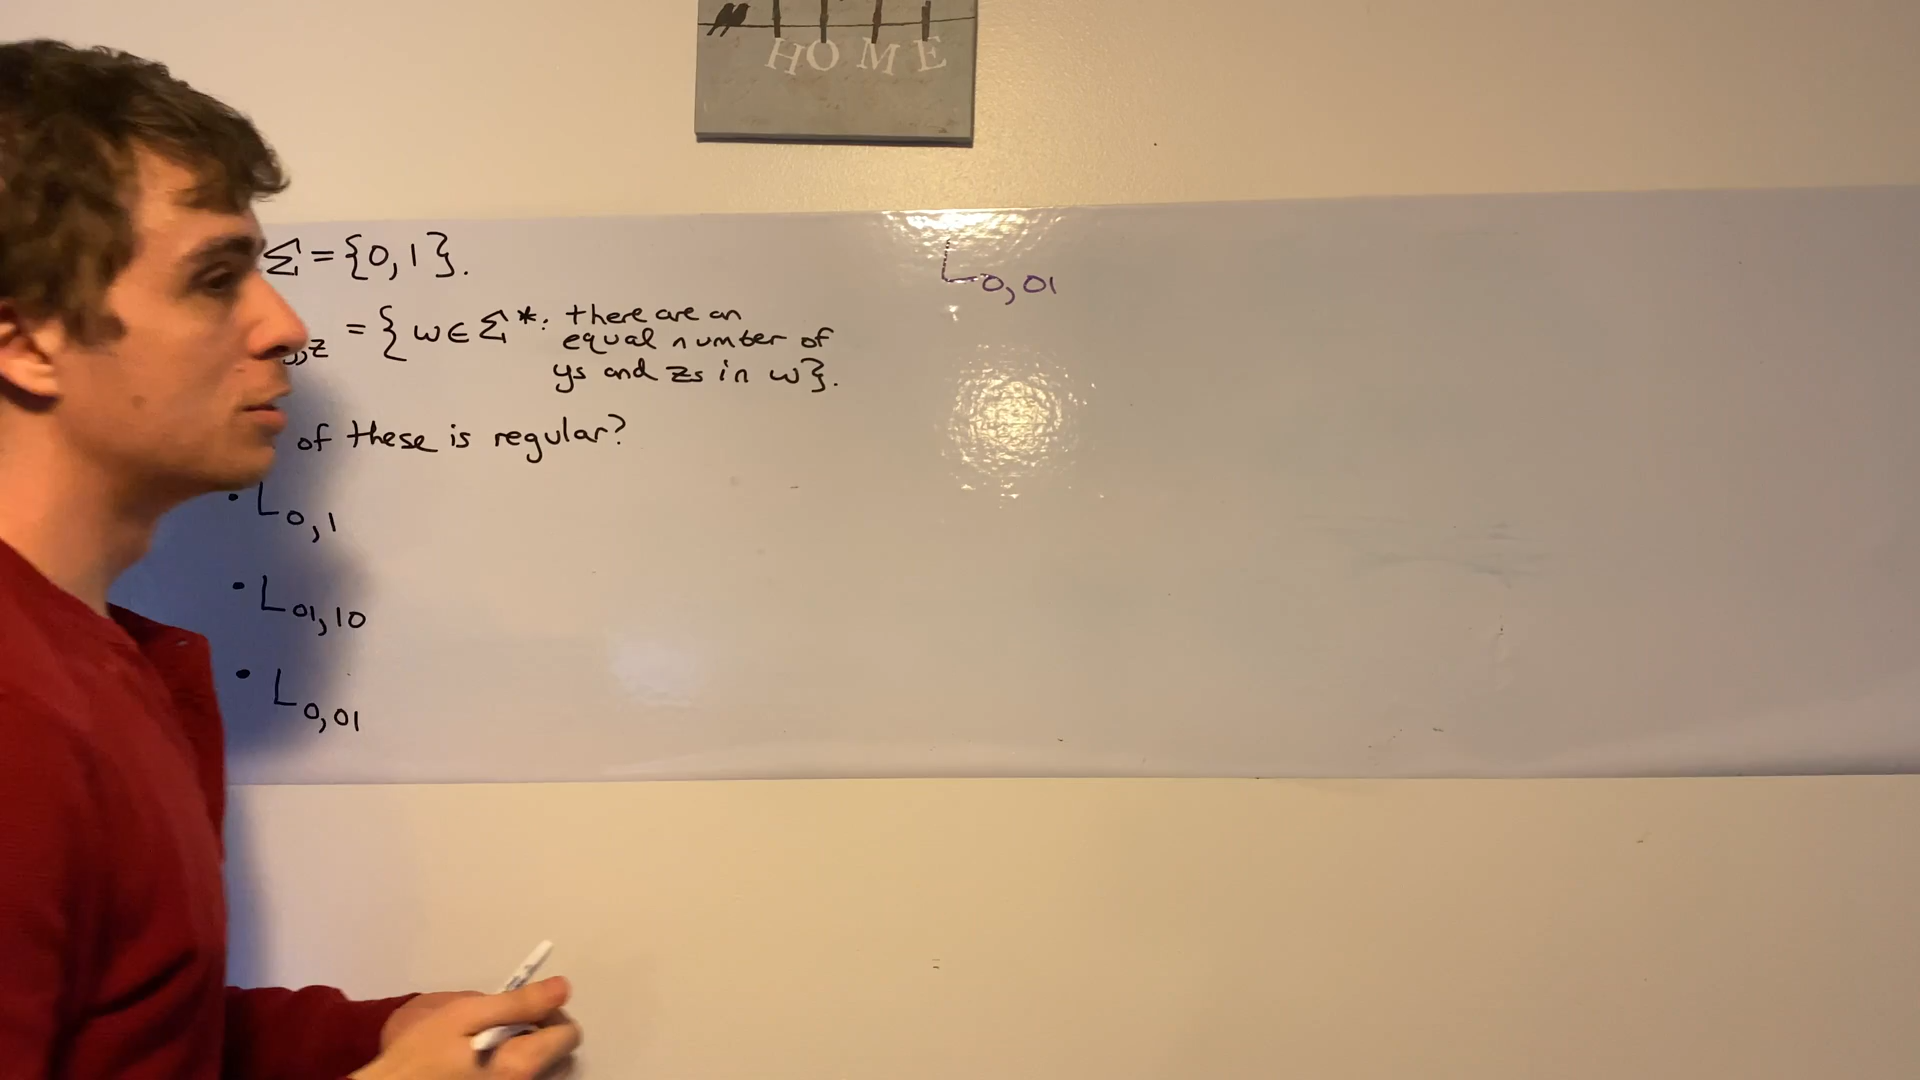 HOME
Σ = {0, 1}.
,z = { w ∈ Σ*: there are an
equal number of
ys and zs in w}.
of these is regular?
• L0,1
• L01,10
• L0,01
L0,01